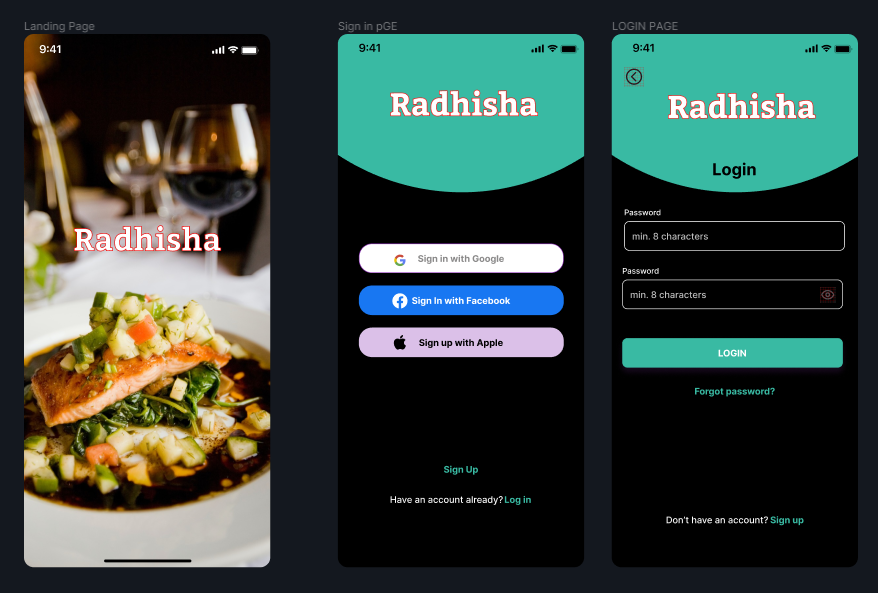 Landing Page
9:41
Radhisha
Sign in pGE
9:41
Radhisha
Sign in with Google
Sign In with Facebook
Sign up with Apple
Sign Up
Have an account already? Log in
LOGIN PAGE
9:41
Radhisha
Login
Password
min. 8 characters
Password
min. 8 characters
LOGIN
Forgot password?
Don't have an account? Sign up